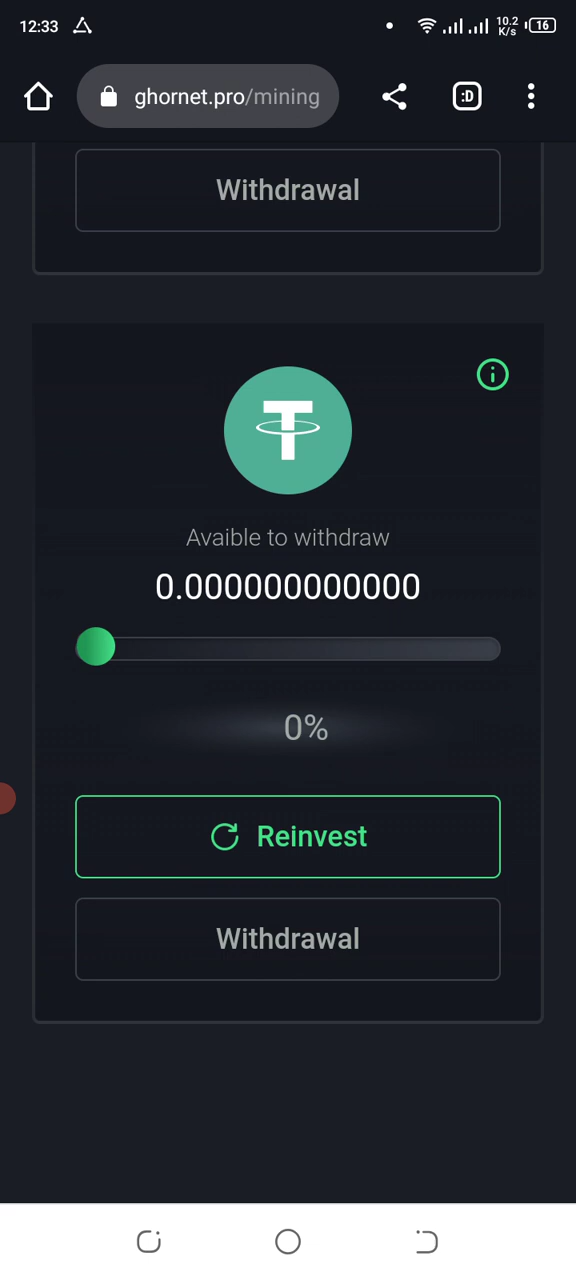 12:33 10.2 K/s 16
ghornet.pro/mining :D
Withdrawal
Avaible to withdraw
0.000000000000
0%
Reinvest
Withdrawal